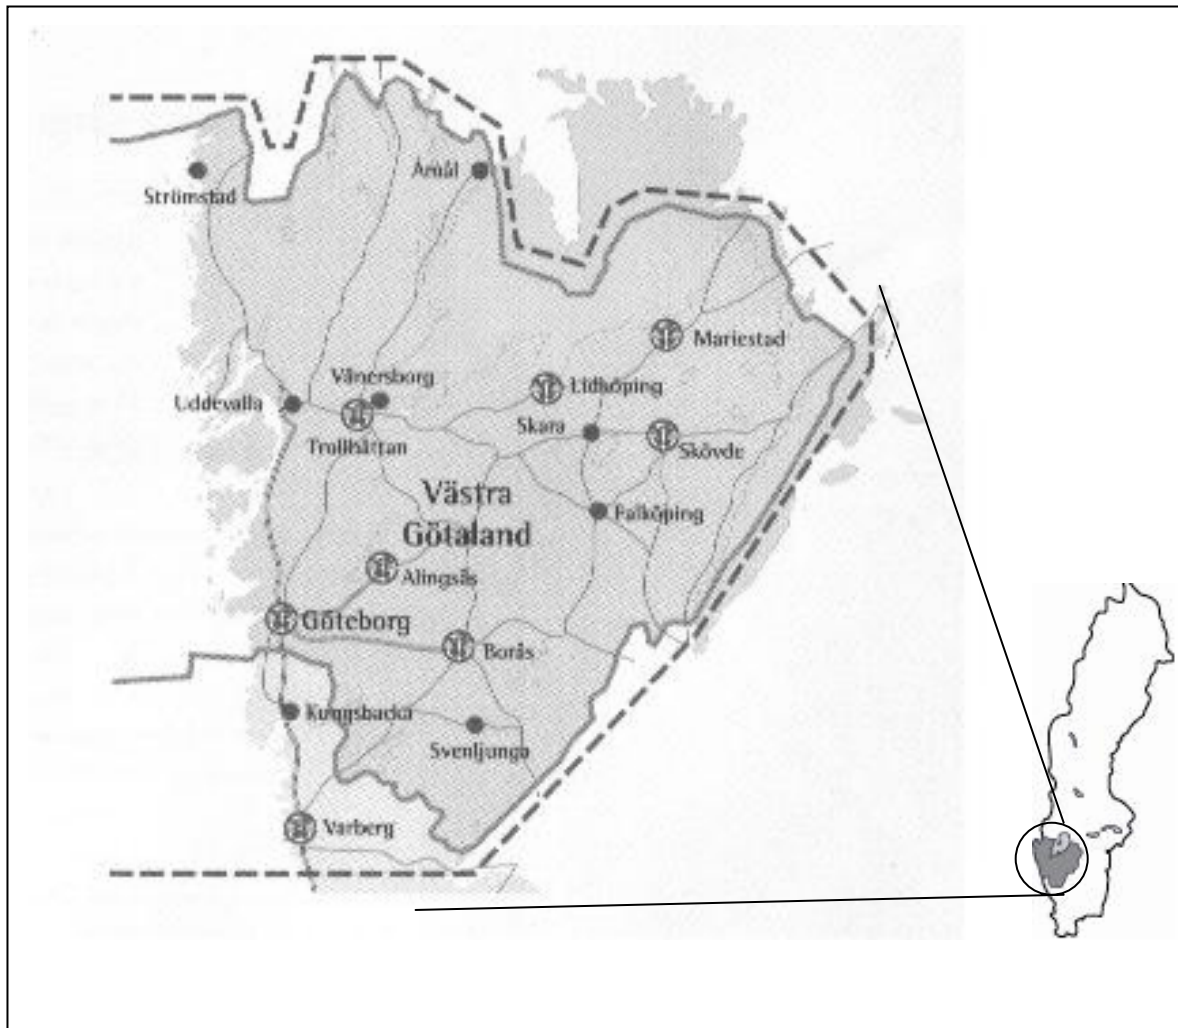 Strömstad
Åmål
Mariestad
Vänersborg
Lidköping
Uddevalla
Skara
Trollhättan
Skövde
Västra
Götaland
Falköping
Alingsås
Göteborg
Borås
Kungsbacka
Svenljunga
Varberg